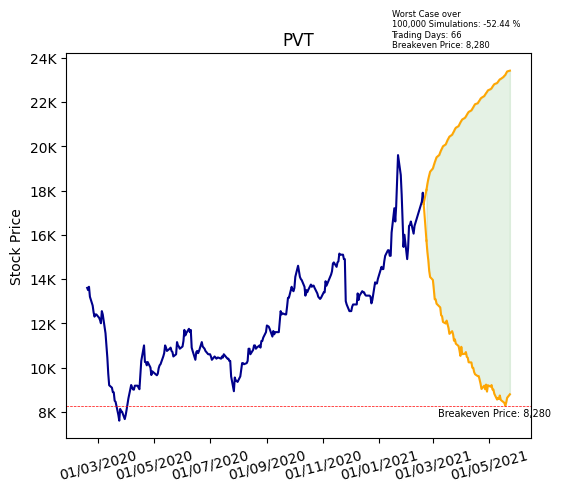 Worst Case over
100,000 Simulations: -52.44 %
Trading Days: 66
Breakeven Price: 8,280
PVT
Stock Price
24K
22K
20K
18K
16K
14K
12K
10K
8K
Breakeven Price: 8,280
01/03/2020 01/05/2020 01/07/2020 01/09/2020 01/11/2020 01/01/2021 01/03/2021 01/05/2021